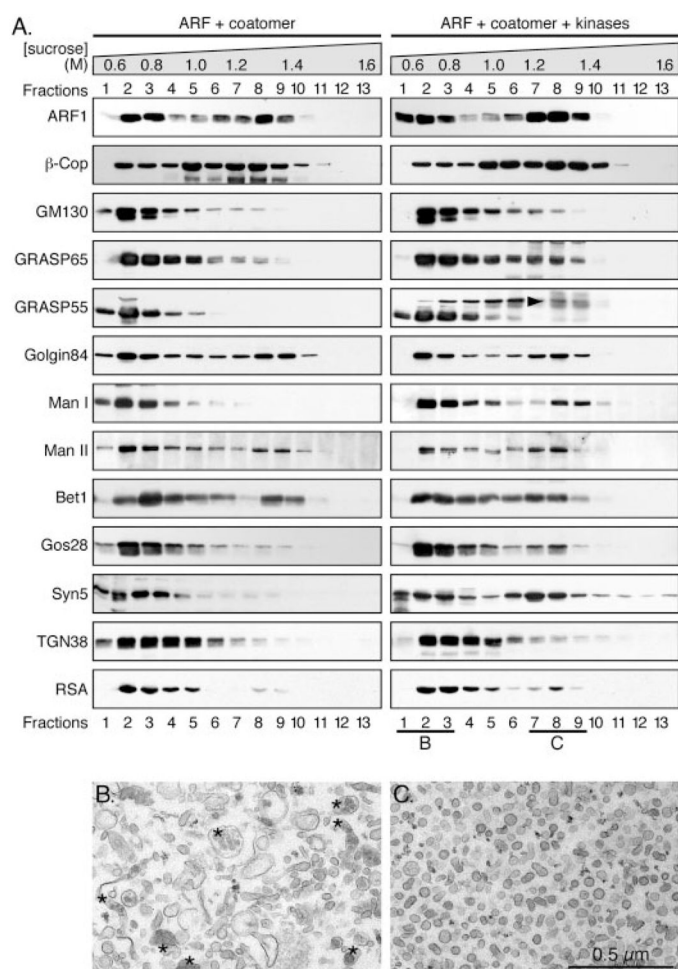 A.
ARF + coatomer ARF + coatomer + kinases
[sucrose]
(M) 0.6 0.8 1.0 1.2 1.4 1.6 0.6 0.8 1.0 1.2 1.4 1.6
Fractions 1 2 3 4 5 6 7 8 9 10 11 12 13 1 2 3 4 5 6 7 8 9 10 11 12 13
ARF1
β-Cop
GM130
GRASP65
GRASP55
Golgin84
Man I
Man II
Bet1
Gos28
Syn5
TGN38
RSA
Fractions 1 2 3 4 5 6 7 8 9 10 11 12 13 1 2 3 4 5 6 7 8 9 10 11 12 13
B C
B. C.
0.5 µm